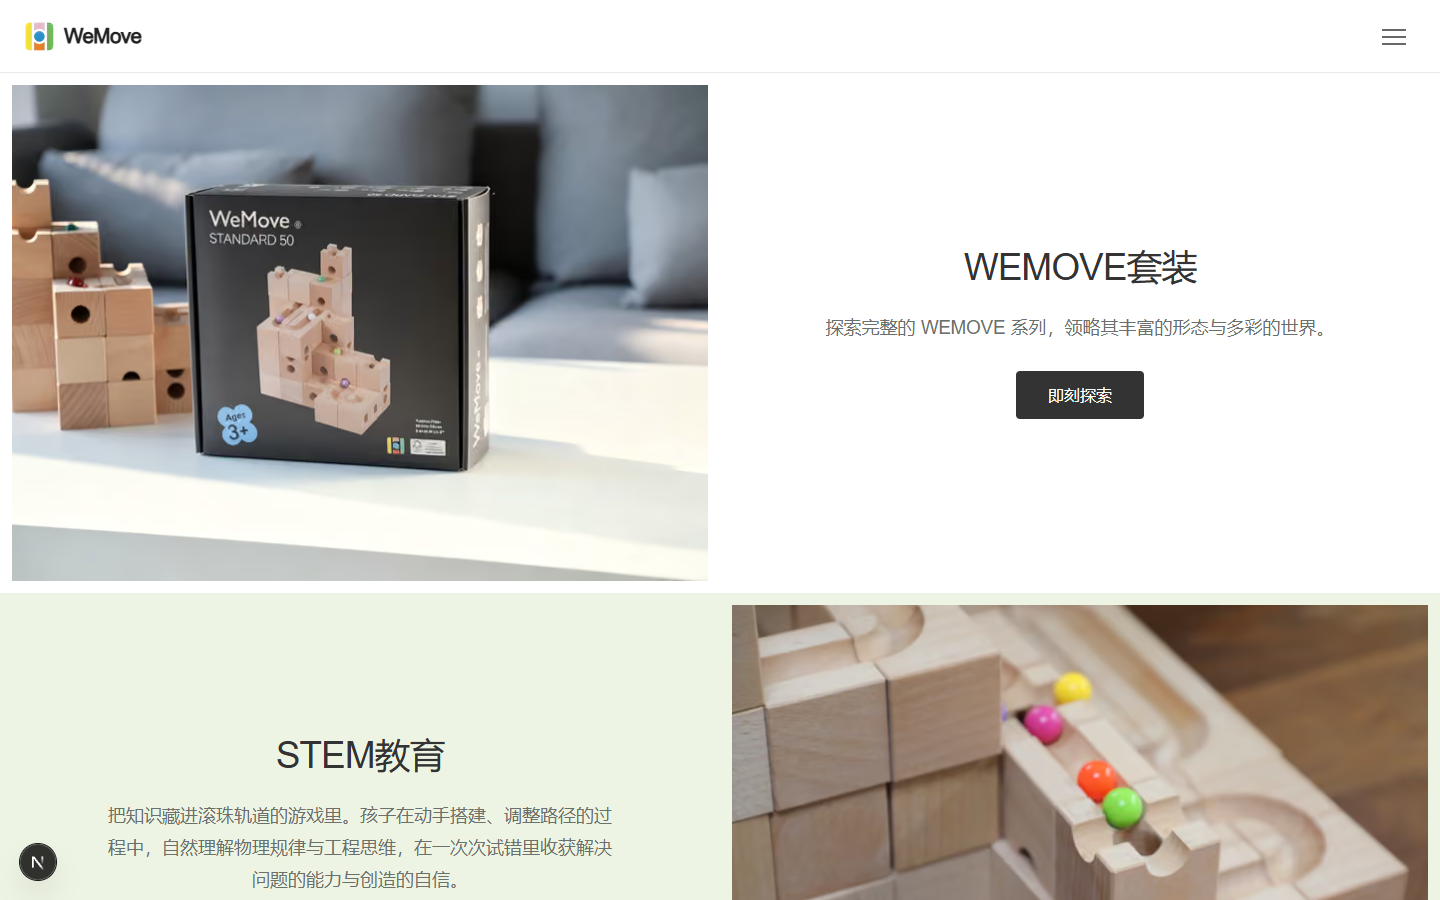 WeMove
WeMove ®
STANDARD 50
Ages
3+
WeMove
WEMOVE套装
探索完整的 WEMOVE 系列，领略其丰富的形态与多彩的世界。
即刻探索
STEM教育
把知识藏进滚珠轨道的游戏里。孩子在动手搭建、调整路径的过
程中，自然理解物理规律与工程思维，在一次次试错里收获解决
问题的能力与创造的自信。
N